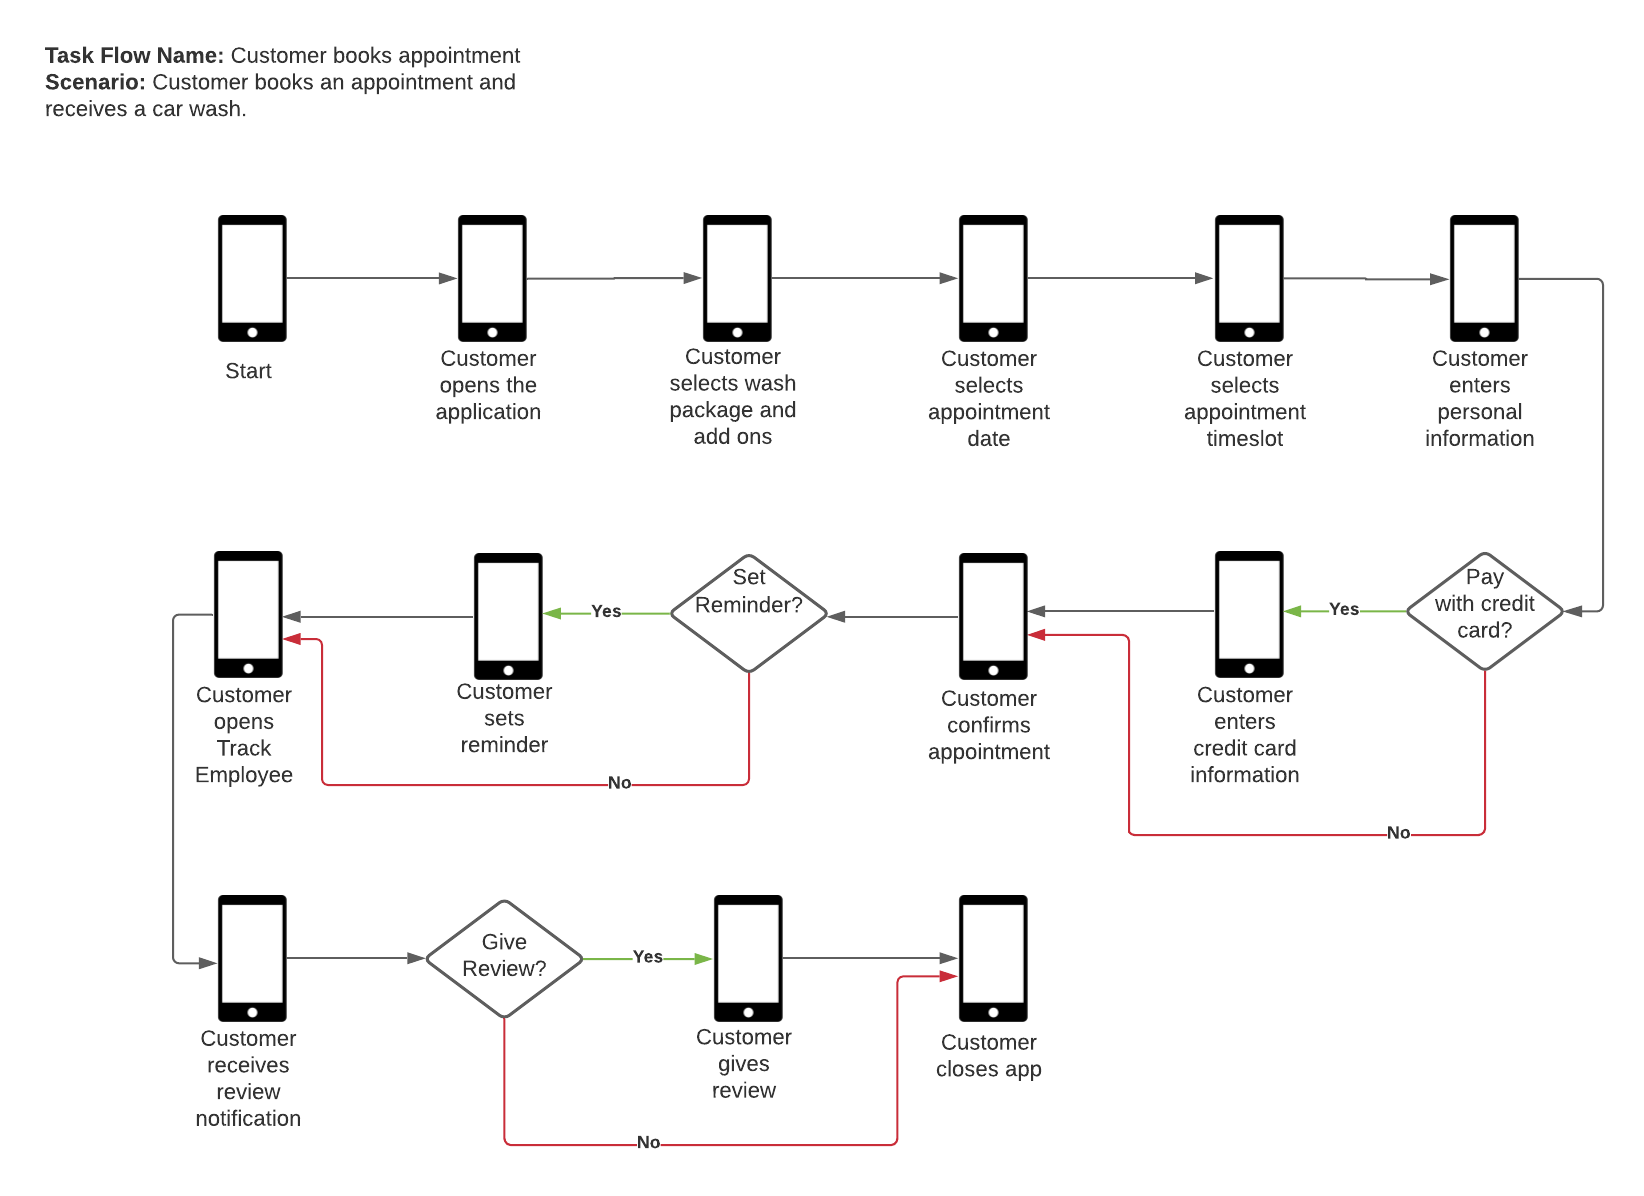 Task Flow Name: Customer books appointment
Scenario: Customer books an appointment and
receives a car wash.
Start
Customer
opens the
application
Customer
selects wash
package and
add ons
Customer
selects
appointment
date
Customer
selects
appointment
timeslot
Customer
enters
personal
information
Pay
with credit
card?
Yes
No
Customer
enters
credit card
information
Customer
confirms
appointment
Set
Reminder?
Yes
No
Customer
sets
reminder
Customer
opens
Track
Employee
Customer
receives
review
notification
Give
Review?
Yes
No
Customer
gives
review
Customer
closes app